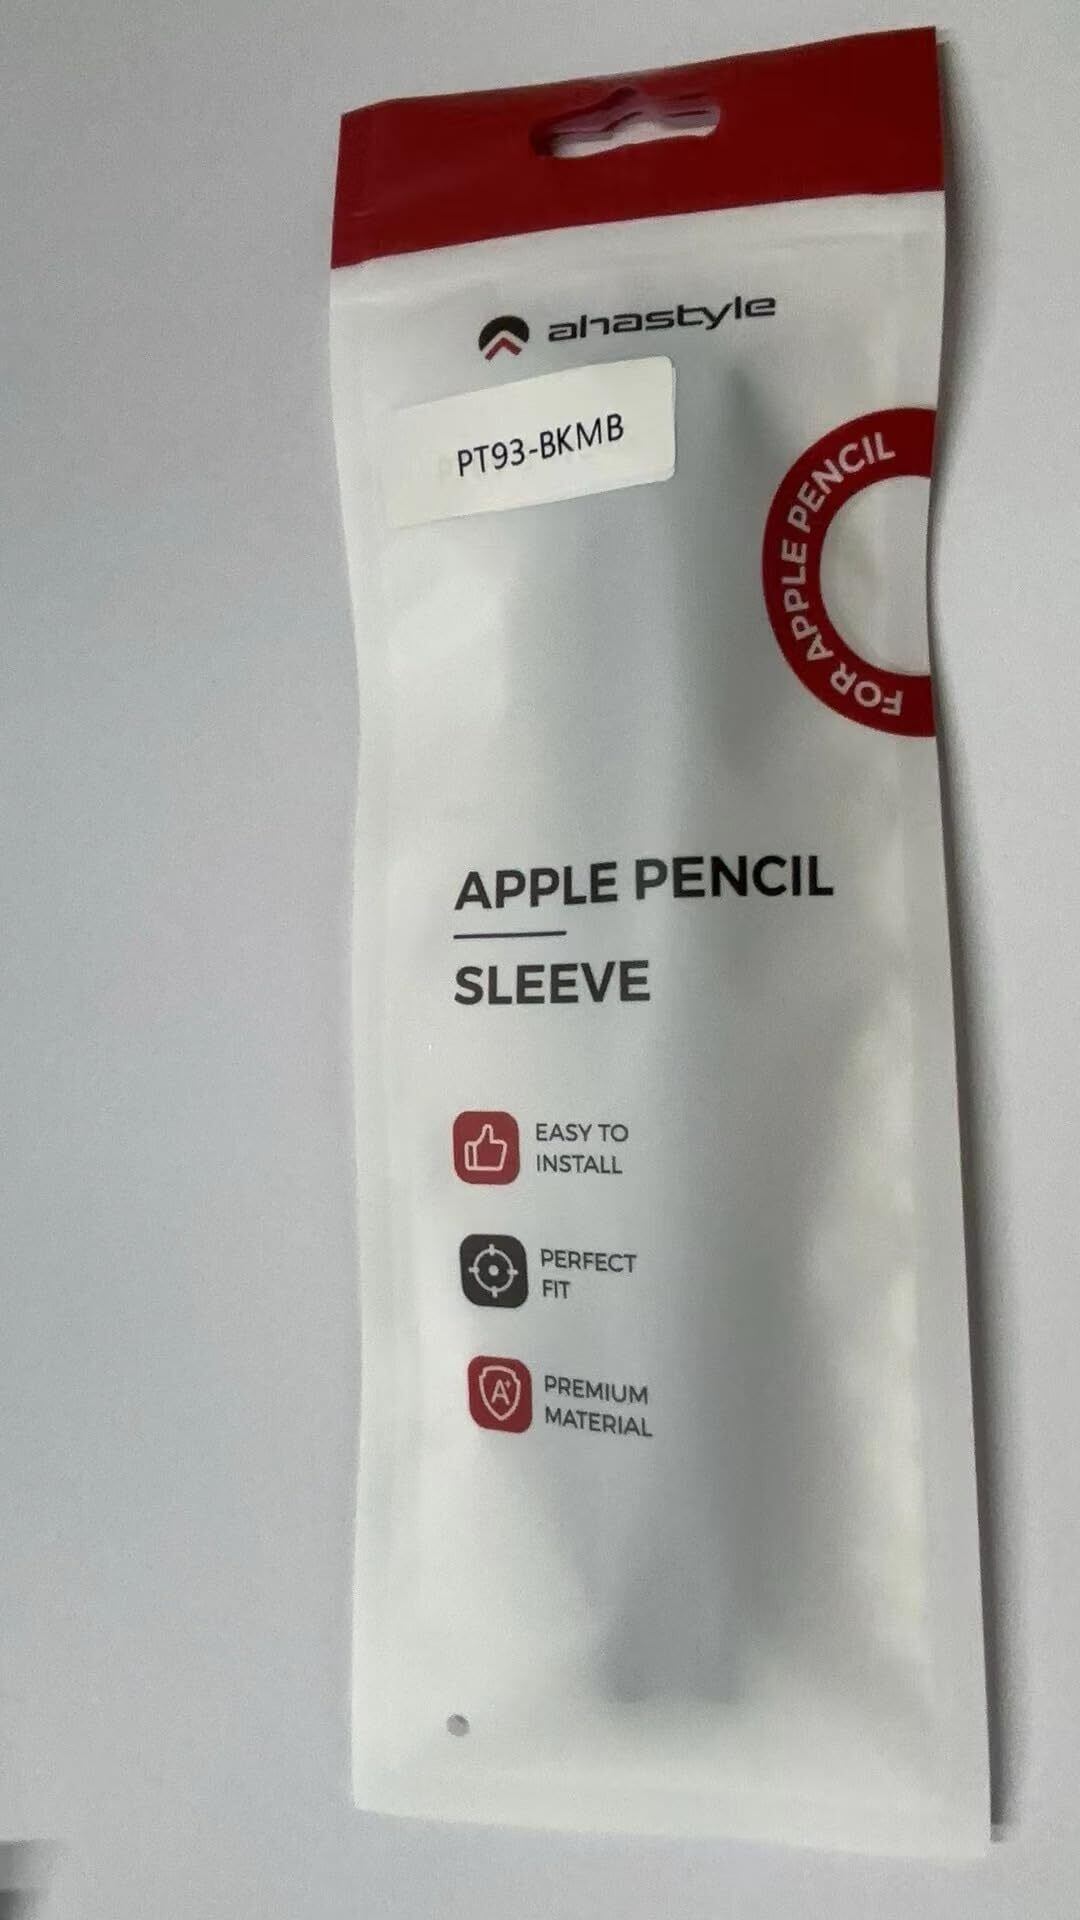 ahastyle
PT93-BKMB
FOR APPLE PENCIL
APPLE PENCIL
SLEEVE
EASY TO
INSTALL
PERFECT
FIT
A+
PREMIUM
MATERIAL